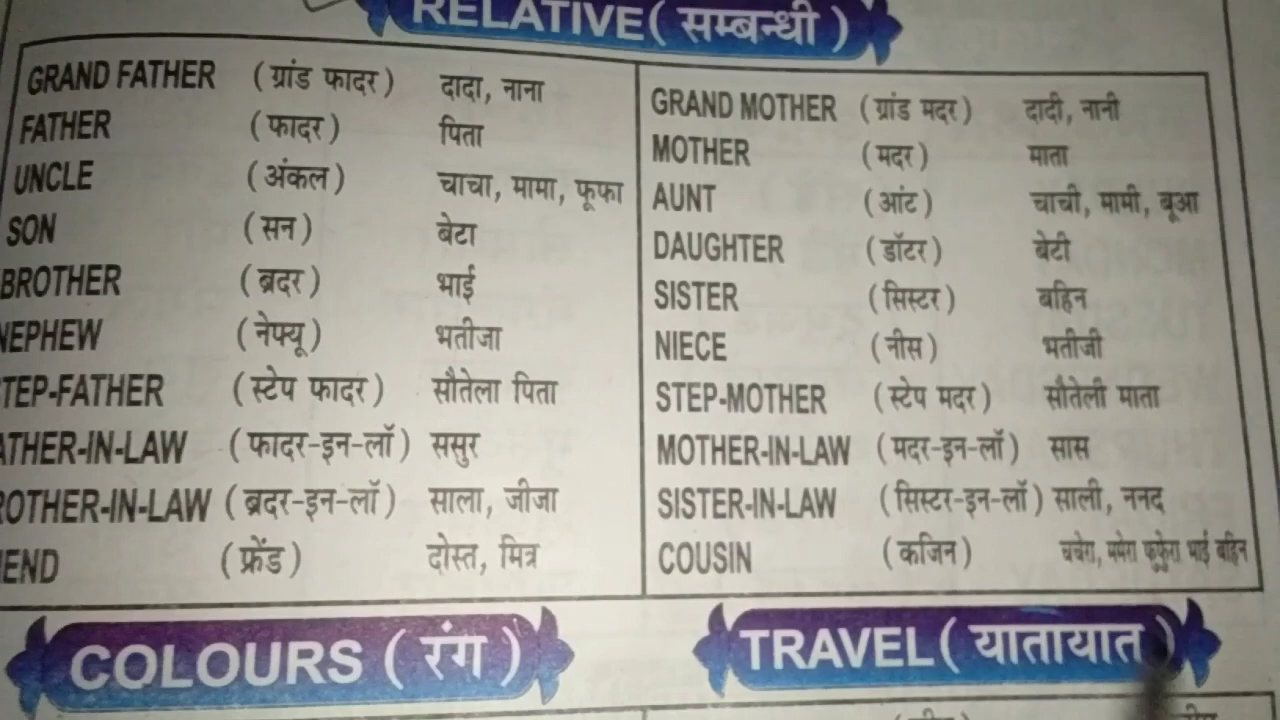 RELATIVE ( सम्बन्धी )
GRAND FATHER ( ग्रांड फादर ) दादा, नाना
FATHER ( फादर ) पिता
UNCLE ( अंकल ) चाचा, मामा, फूफा
SON ( सन ) बेटा
BROTHER ( ब्रदर ) भाई
NEPHEW ( नेफ्यू ) भतीजा
TEP-FATHER ( स्टेप फादर ) सौतेला पिता
ATHER-IN-LAW ( फादर-इन-लॉ ) ससुर
ROTHER-IN-LAW ( ब्रदर-इन-लॉ ) साला, जीजा
IEND ( फ्रेंड ) दोस्त, मित्र
GRAND MOTHER ( ग्रांड मदर ) दादी, नानी
MOTHER ( मदर ) माता
AUNT ( आंट ) चाची, मामी, बूआ
DAUGHTER ( डॉटर ) बेटी
SISTER ( सिस्टर ) बहिन
NIECE ( नीस ) भतीजी
STEP-MOTHER ( स्टेप मदर ) सौतेली माता
MOTHER-IN-LAW ( मदर-इन-लॉ ) सास
SISTER-IN-LAW ( सिस्टर-इन-लॉ ) साली, ननद
COUSIN ( कजिन ) चचेरा, ममेरा फुफेरा भाई बहिन
COLOURS ( रंग )
TRAVEL ( यातायात )